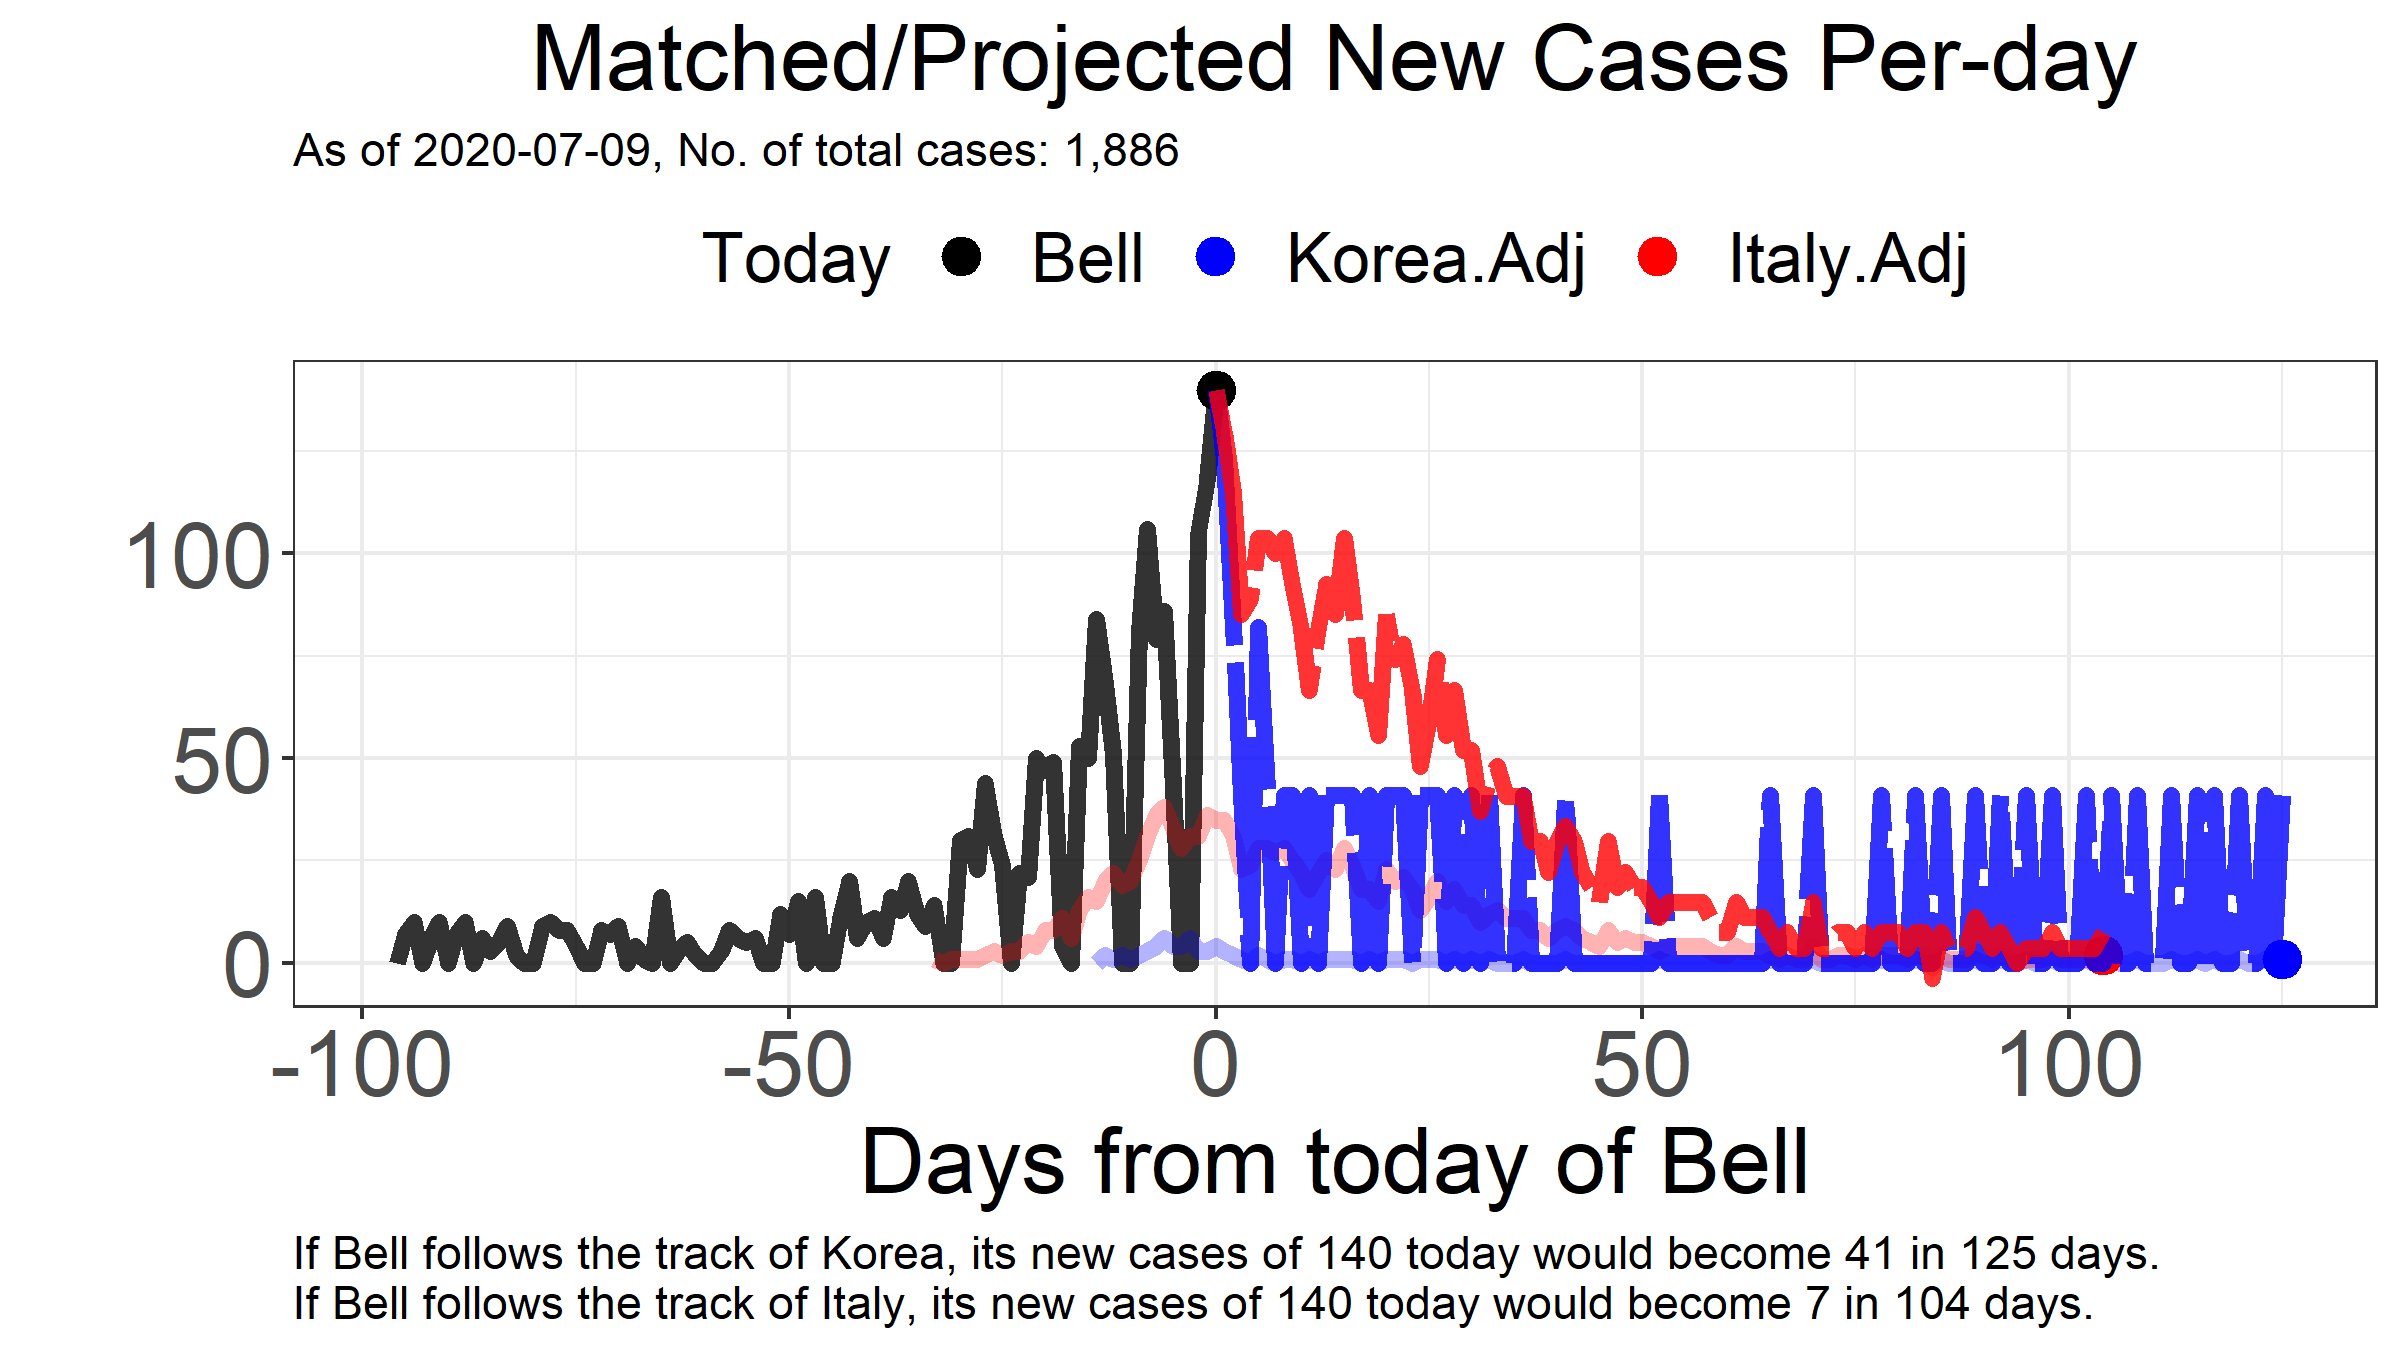 Matched/Projected New Cases Per-day
As of 2020-07-09, No. of total cases: 1,886
Today Bell Korea.Adj Italy.Adj
100
50
0
-100 -50 0 50 100
Days from today of Bell
If Bell follows the track of Korea, its new cases of 140 today would become 41 in 125 days.
If Bell follows the track of Italy, its new cases of 140 today would become 7 in 104 days.